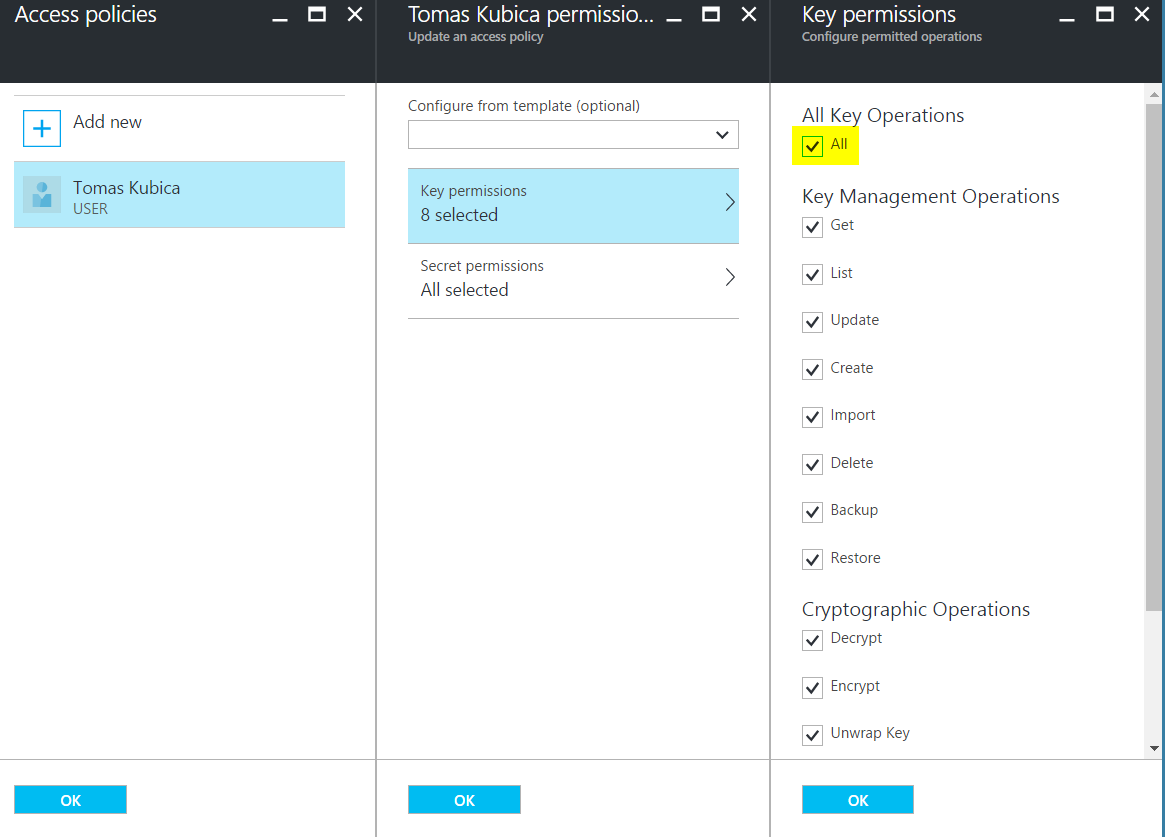 Access policies
Add new
Tomas Kubica
USER
OK
Tomas Kubica permissio...
Update an access policy
Configure from template (optional)
Key permissions
8 selected
Secret permissions
All selected
OK
Key permissions
Configure permitted operations
All Key Operations
All
Key Management Operations
Get
List
Update
Create
Import
Delete
Backup
Restore
Cryptographic Operations
Decrypt
Encrypt
Unwrap Key
OK